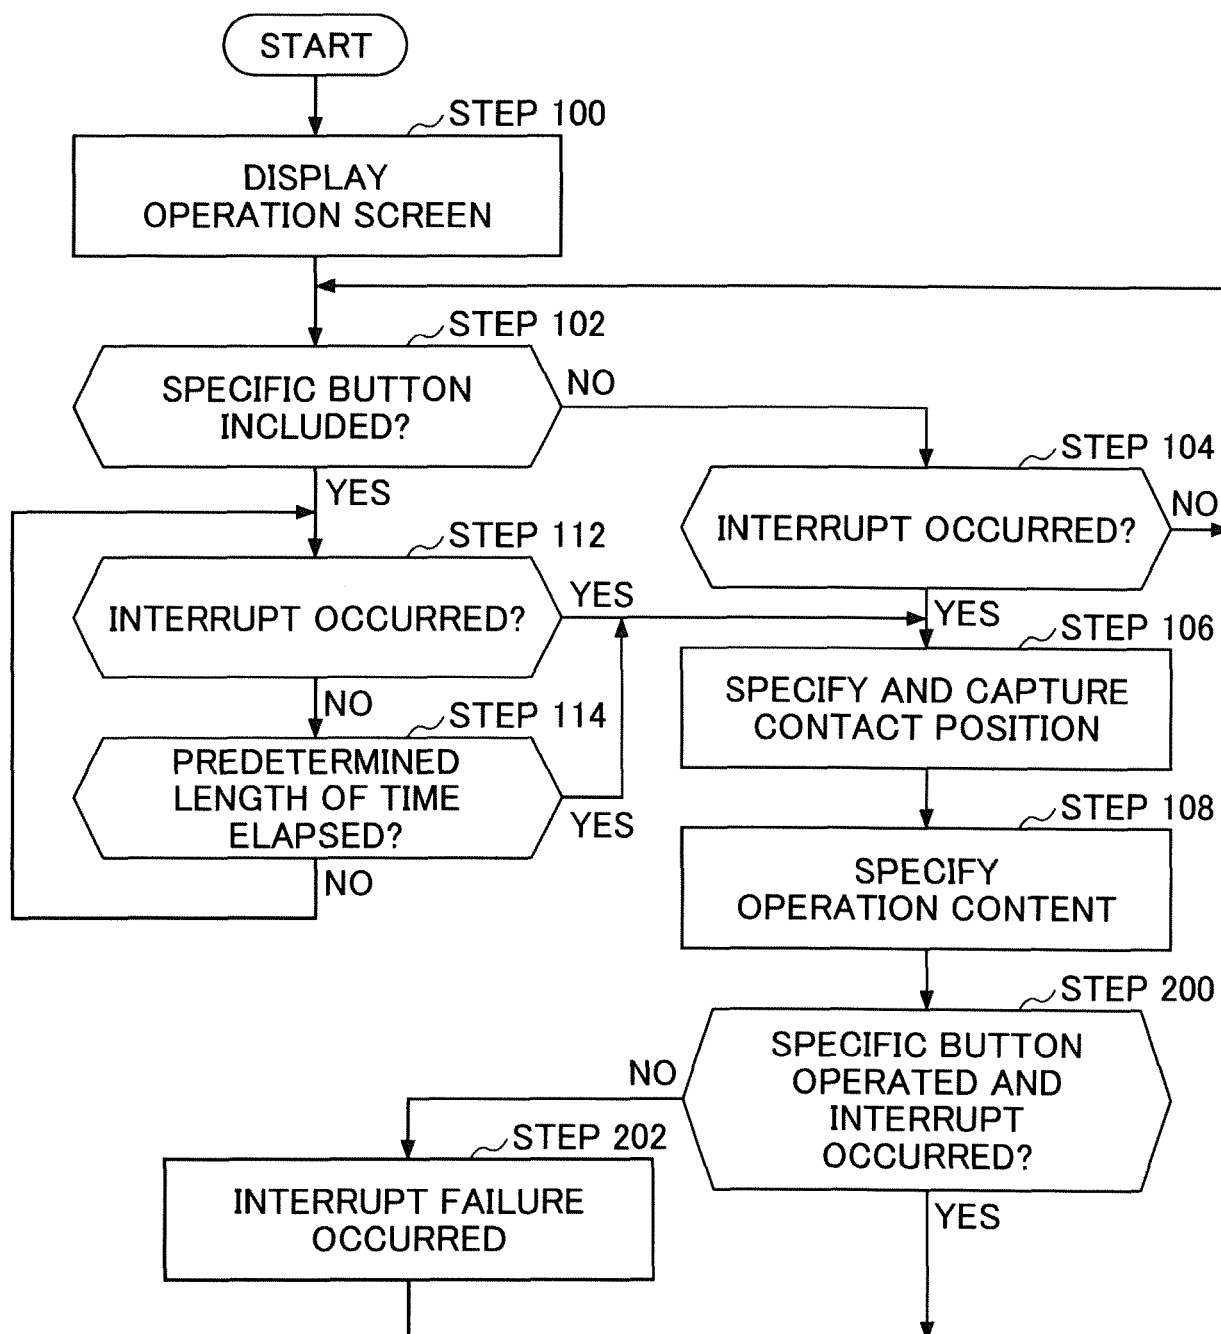 START
STEP 100
DISPLAY
OPERATION SCREEN
STEP 102
SPECIFIC BUTTON
INCLUDED?
NO
YES
STEP 104
INTERRUPT OCCURRED?
NO
YES
STEP 112
INTERRUPT OCCURRED?
YES
NO
STEP 114
PREDETERMINED
LENGTH OF TIME
ELAPSED?
YES
NO
STEP 106
SPECIFY AND CAPTURE
CONTACT POSITION
STEP 108
SPECIFY
OPERATION CONTENT
STEP 200
SPECIFIC BUTTON
OPERATED AND
INTERRUPT
OCCURRED?
NO
YES
STEP 202
INTERRUPT FAILURE
OCCURRED